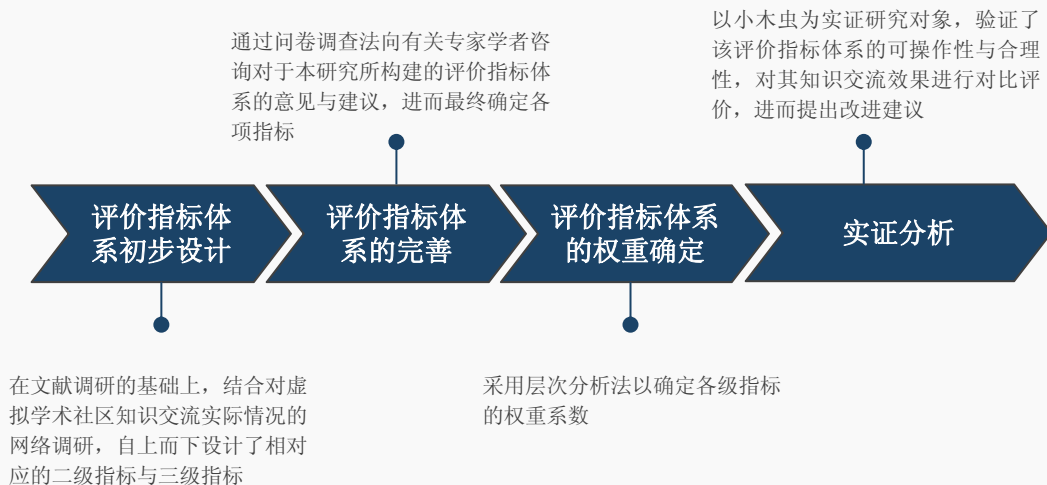 通过问卷调查法向有关专家学者咨
询对于本研究所构建的评价指标体
系的意见与建议，进而最终确定各
项指标
以小木虫为实证研究对象，验证了
该评价指标体系的可操作性与合理
性，对其知识交流效果进行对比评
价，进而提出改进建议
评价指标体
系初步设计
评价指标体
系的完善
评价指标体系
的权重确定
实证分析
在文献调研的基础上，结合对虚
拟学术社区知识交流实际情况的
网络调研，自上而下设计了相对
应的二级指标与三级指标
采用层次分析法以确定各级指标
的权重系数